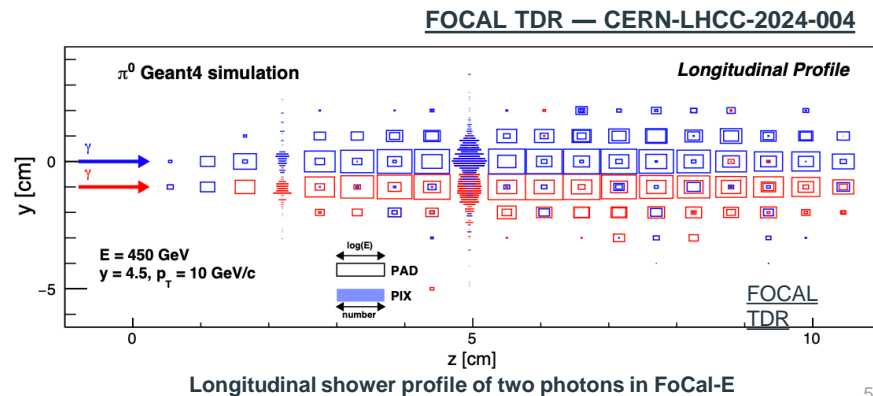 FOCAL TDR — CERN-LHCC-2024-004
π⁰ Geant4 simulation
Longitudinal Profile
γ
γ
y [cm]
0
−5
E = 450 GeV
y = 4.5, p_T = 10 GeV/c
log(E)
PAD
PIX
number
FOCAL
TDR
0
5
10
z [cm]
Longitudinal shower profile of two photons in FoCal-E
5